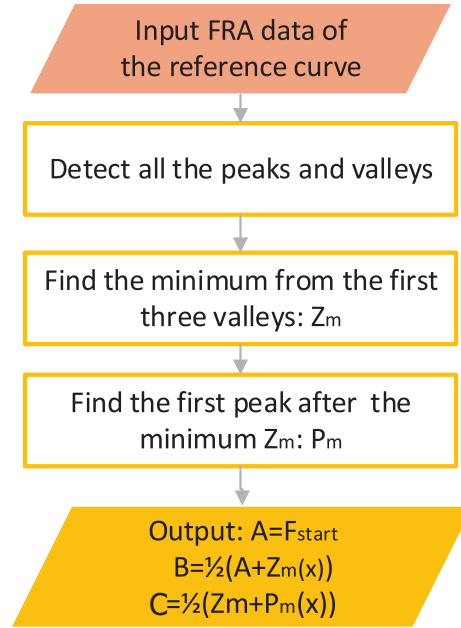 Input FRA data of
the reference curve
Detect all the peaks and valleys
Find the minimum from the first
three valleys: Zm
Find the first peak after the
minimum Zm: Pm
Output: A=Fstart
B=½(A+Zm(x))
C=½(Zm+Pm(x))